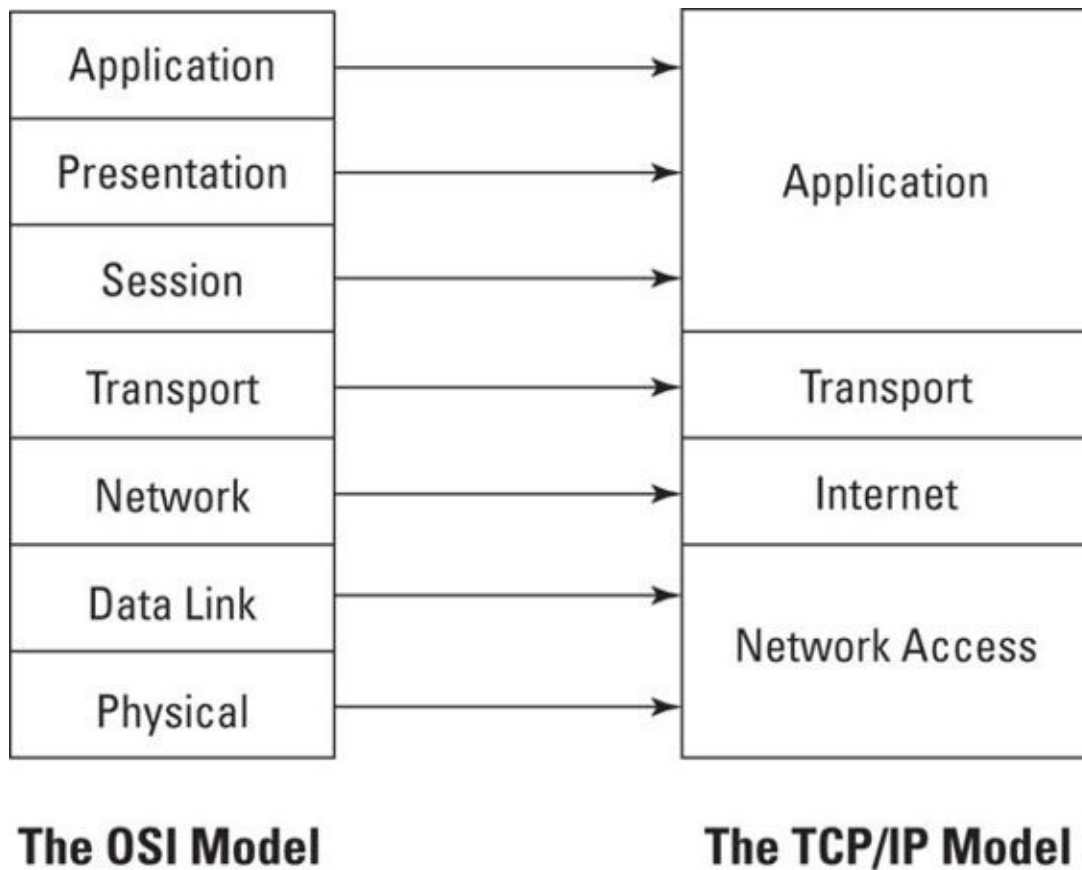 Application
Presentation
Session
Transport
Network
Data Link
Physical
Application
Transport
Internet
Network Access
The OSI Model
The TCP/IP Model